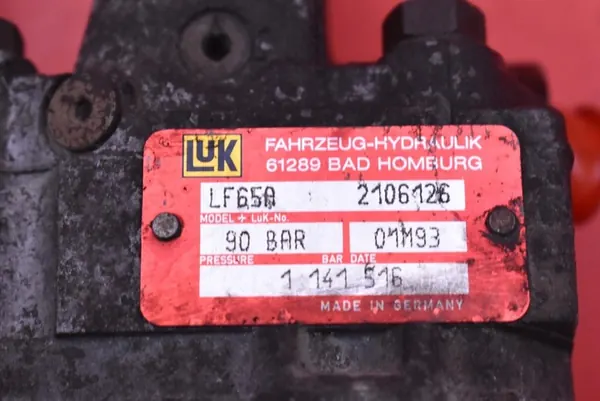 LuK
FAHRZEUG-HYDRAULIK
61289 BAD HOMBURG
LF65A 2106126
MODEL + LuK-No.
90 BAR 01M93
PRESSURE BAR DATE
1 141 516
MADE IN GERMANY